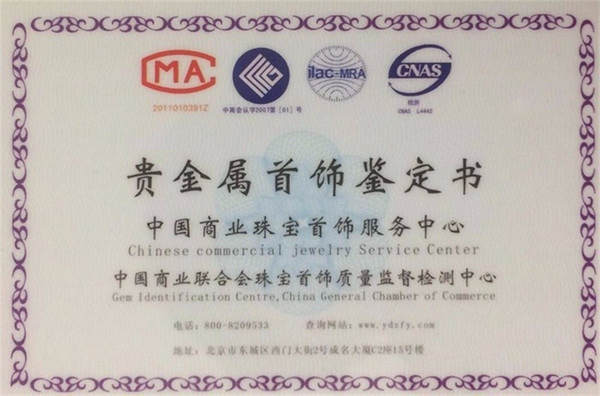 CMA
ilac-MRA
CNAS
2011010391Z
中商会认字2007第[01]号
检测
CNAS L4442
贵金属首饰鉴定书
中国商业珠宝首饰服务中心
Chinese commercial jewelry Service Center
中国商业联合会珠宝首饰质量监督检测中心
Gem Identification Centre,China General Chamber of Commerce
电话:800-8209533 查询网站:www.ydzfy.com
地址:北京市东城区西门大街2号成名大厦C2座15号楼